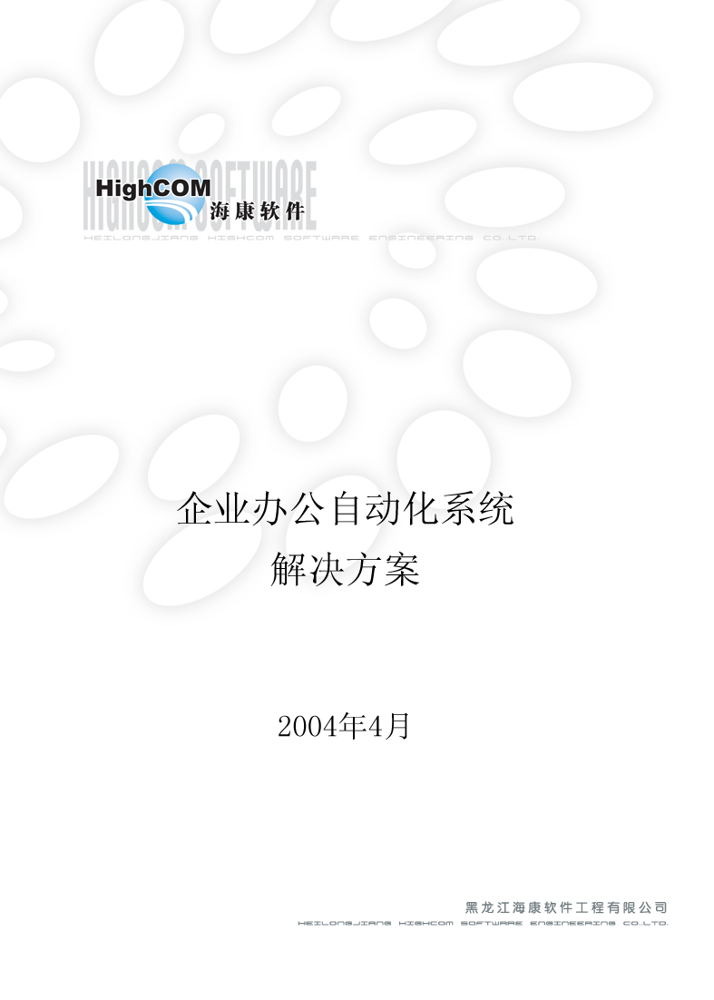 HIGHCOM SOFTWARE
HighCOM
海康软件
HEILONGJIANG HIGHCOM SOFTWARE ENGINEERING CO LTD
企业办公自动化系统
解决方案
2004年4月
黑龙江海康软件工程有限公司
HEILONGJIANG HIGHCOM SOFTWARE ENGINEERING CO.,LTD.